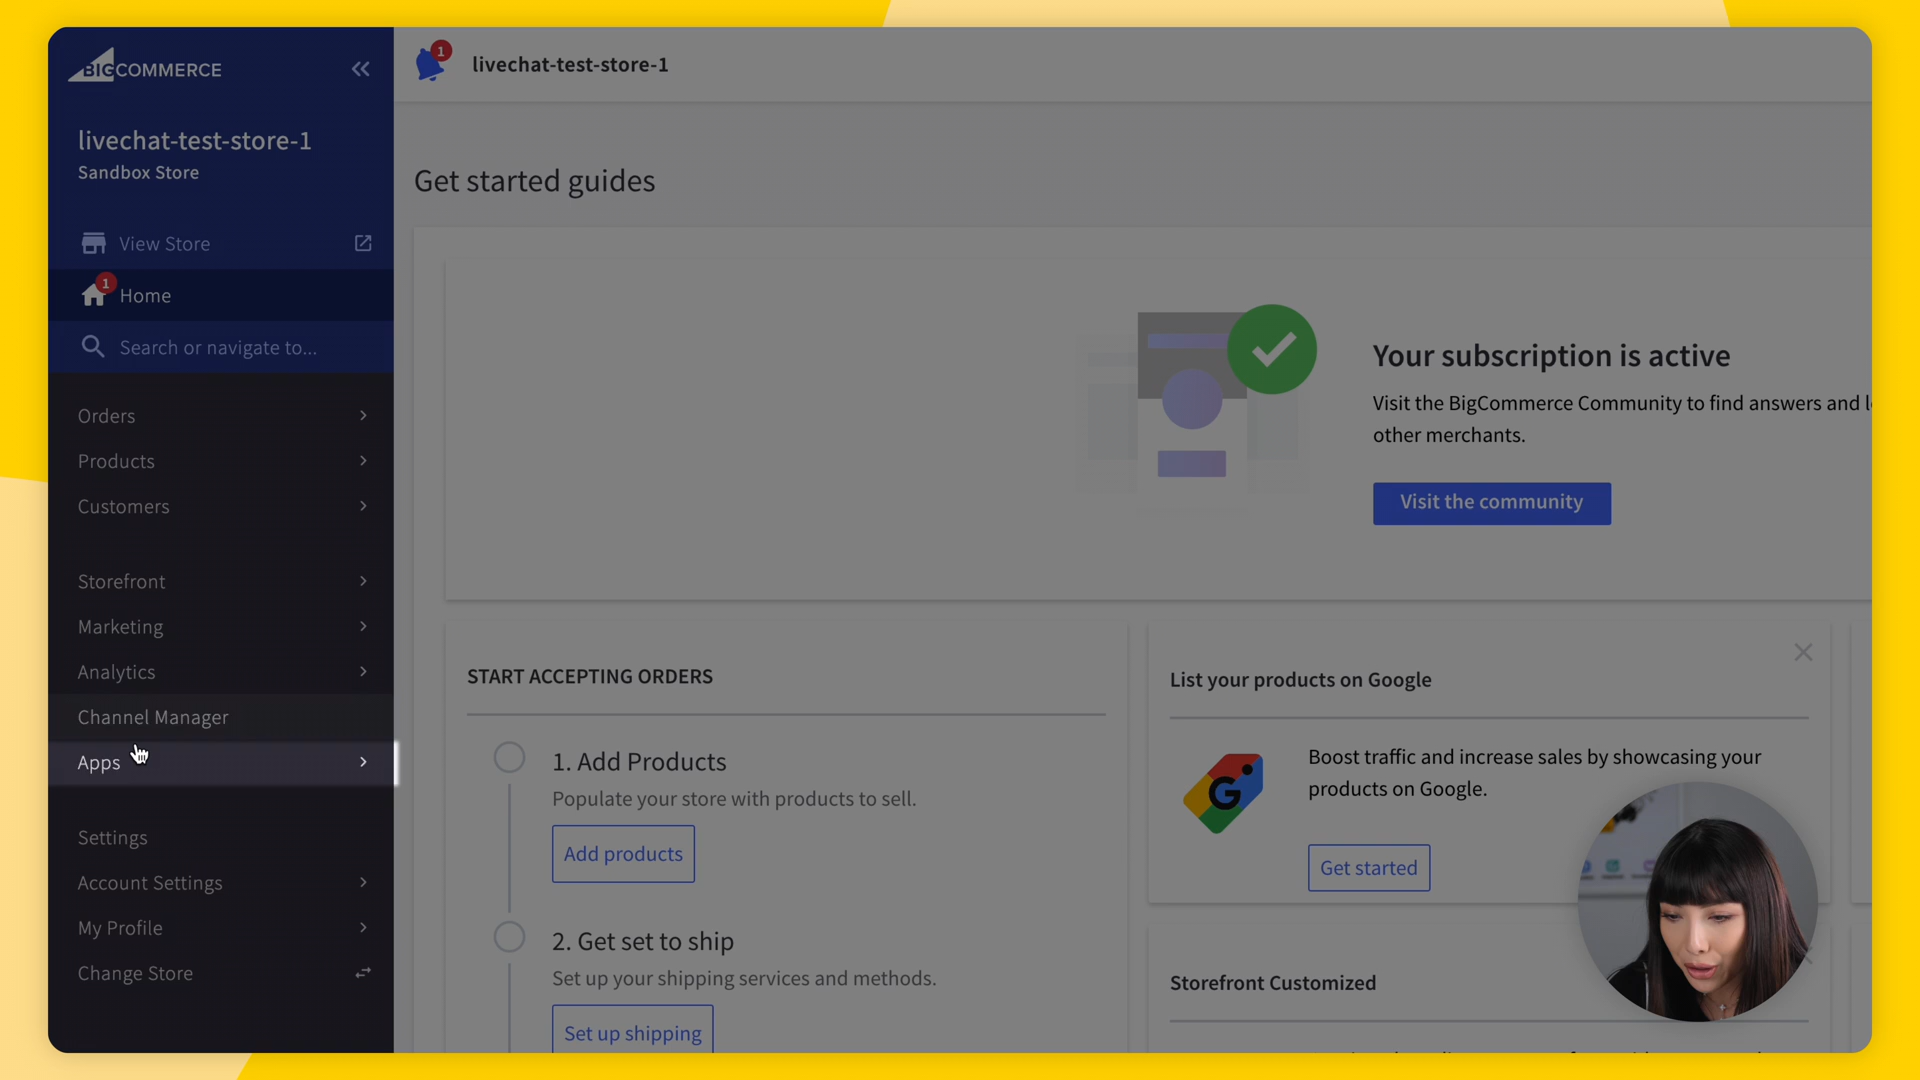 BIGCOMMERCE
livechat-test-store-1
Sandbox Store
View Store
1
Home
Search or navigate to...
Orders
Products
Customers
Storefront
Marketing
Analytics
Channel Manager
Apps
Settings
Account Settings
My Profile
Change Store
1
livechat-test-store-1
Get started guides
Your subscription is active
Visit the BigCommerce Community to find answers and
other merchants.
Visit the community
START ACCEPTING ORDERS
1. Add Products
Populate your store with products to sell.
Add products
2. Get set to ship
Set up your shipping services and methods.
Set up shipping
List your products on Google
G
Boost traffic and increase sales by showcasing your
products on Google.
Get started
Storefront Customized